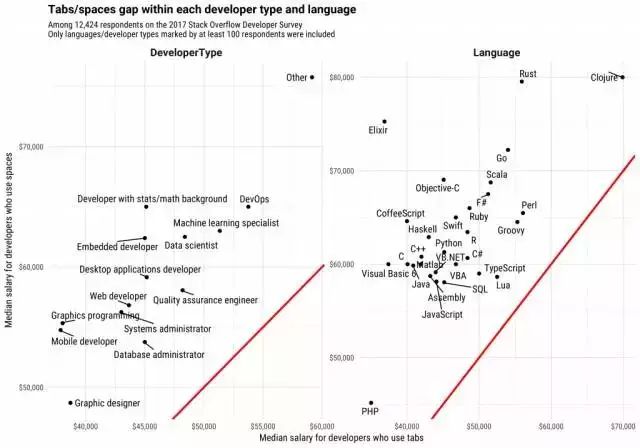 Tabs/spaces gap within each developer type and language
Among 12,424 respondents on the 2017 Stack Overflow Developer Survey
Only languages/developer types marked by at least 100 respondents were included
DeveloperType
Language
Median salary for developers who use spaces
$70,000
$60,000
$50,000
Other
Developer with stats/math background
DevOps
Machine learning specialist
Embedded developer
Data scientist
Desktop applications developer
Web developer
Quality assurance engineer
Graphics programming
Systems administrator
Mobile developer
Database administrator
Graphic designer
$40,000
$45,000
$50,000
$55,000
$60,000
$80,000
$70,000
$60,000
$50,000
Rust
Clojure
Elixir
Go
Scala
Objective-C
F#
CoffeeScript
Ruby
Perl
Swift
Groovy
Haskell
R
Python
C++
C
VB.NET
C#
Matlab
Visual Basic 6
VBA
TypeScript
Java
SQL
Lua
Assembly
JavaScript
PHP
$40,000
$50,000
$60,000
$70,000
Median salary for developers who use tabs